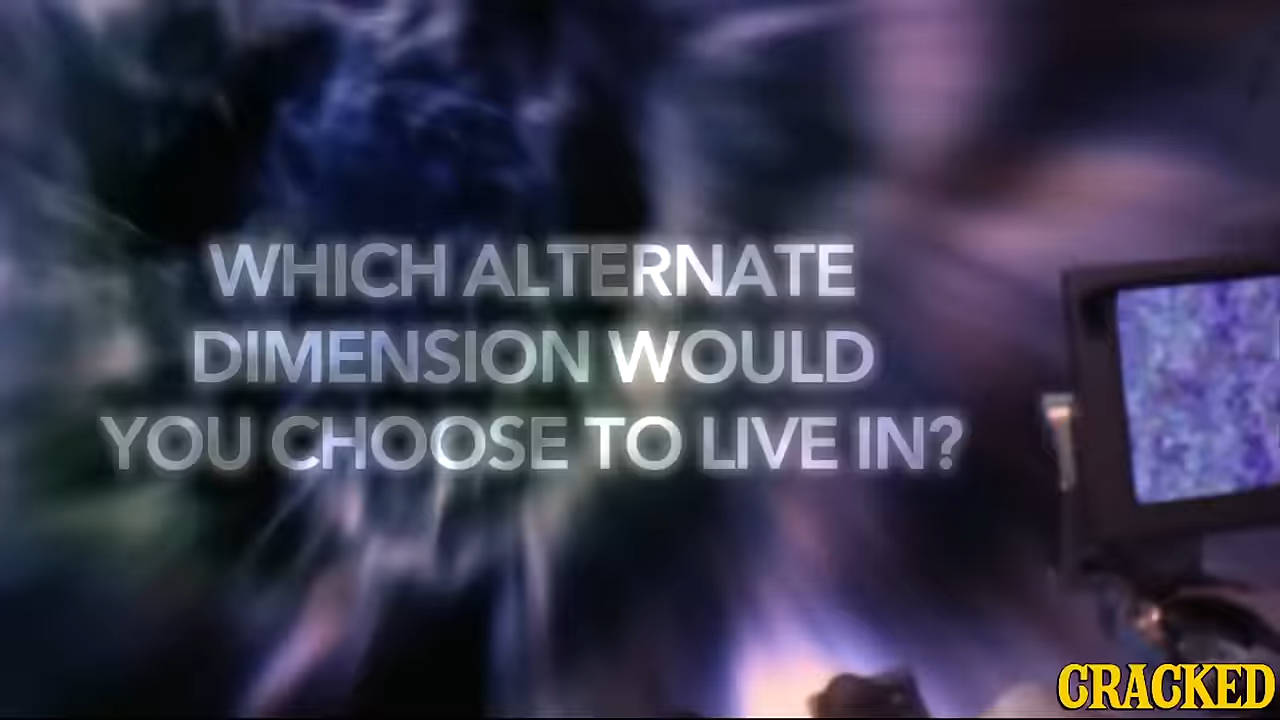 WHICH ALTERNATE
DIMENSION WOULD
YOU CHOOSE TO LIVE IN?
CRACKED